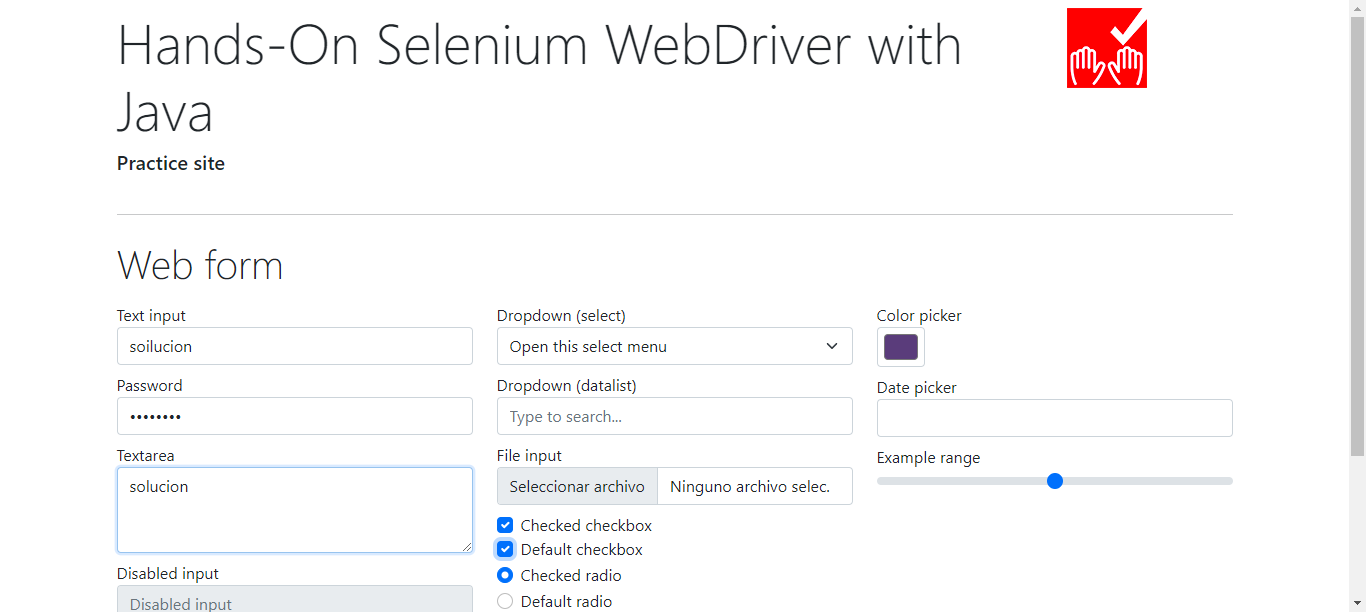 Hands-On Selenium WebDriver with
Java
Practice site
Web form
Text input
soilucion
Password
••••••••
Textarea
solucion
Disabled input
Disabled input
Dropdown (select)
Open this select menu
Dropdown (datalist)
Type to search...
File input
Seleccionar archivo Ninguno archivo selec.
Checked checkbox
Default checkbox
Checked radio
Default radio
Color picker
Date picker
Example range